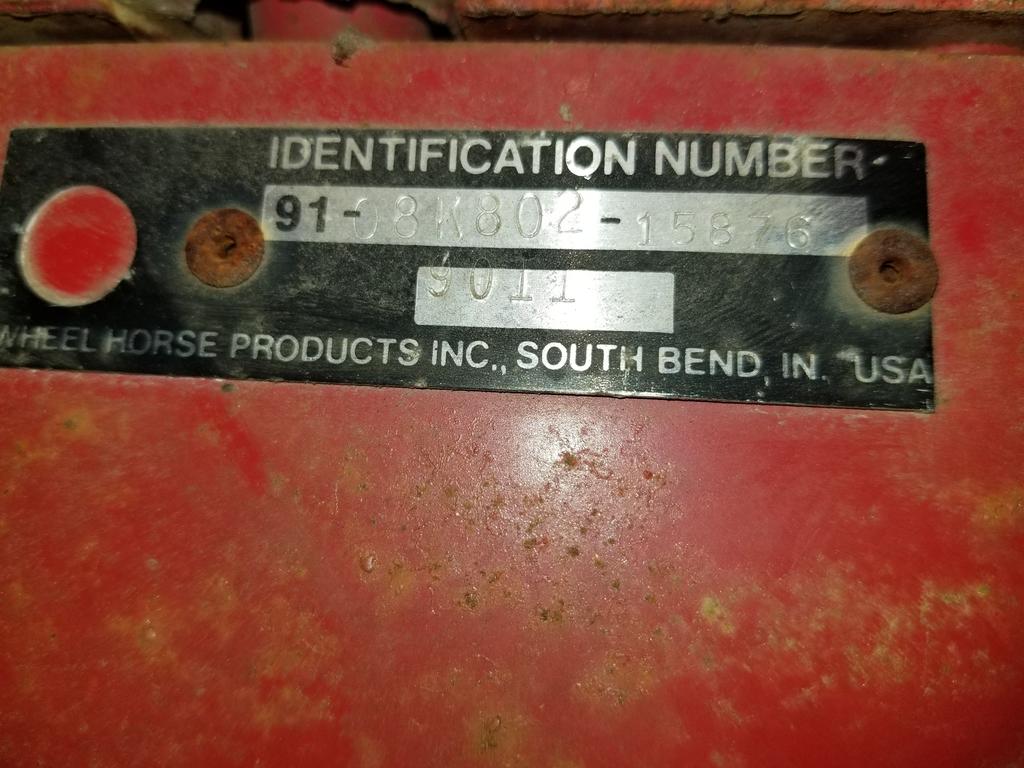 IDENTIFICATION NUMBER
91-08K802-15876
9011
WHEEL HORSE PRODUCTS INC., SOUTH BEND, IN. USA